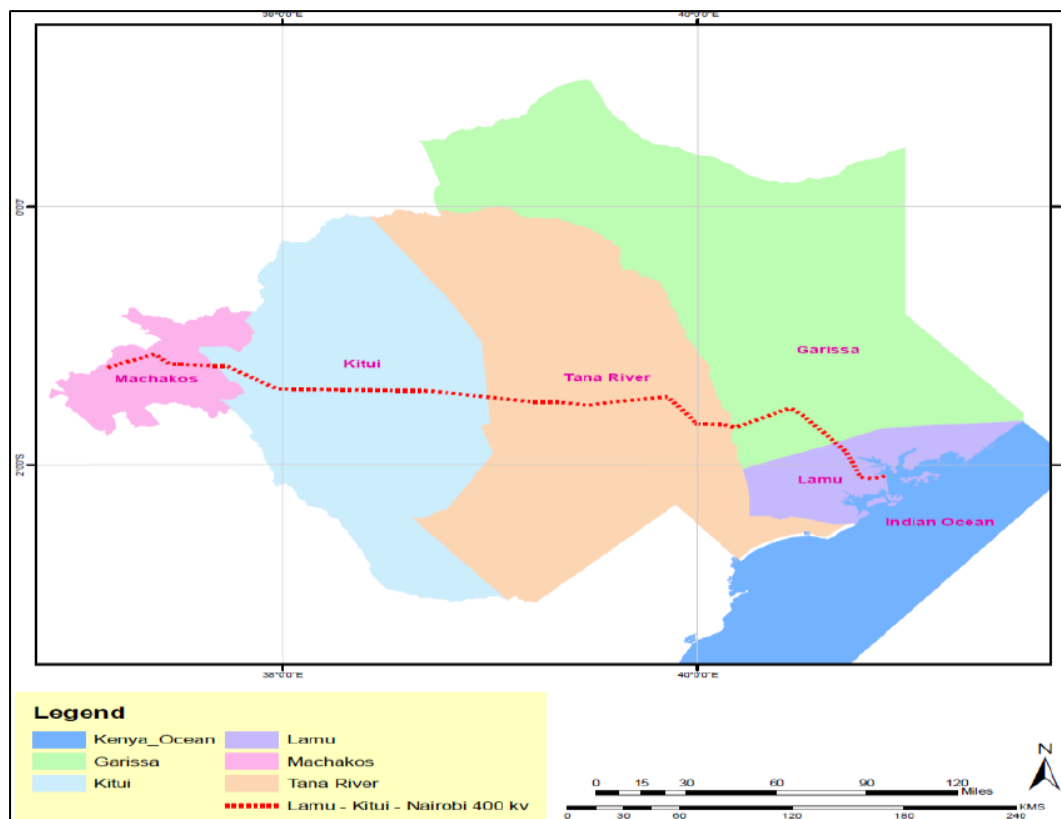 38°0'0"E 40°0'0"E
0°0'
Garissa
Kitui
Machakos
Tana River
2°0'S
Lamu
Indian Ocean
38°0'0"E 40°0'0"E
Legend
Kenya_Ocean Lamu
Garissa Machakos
Kitui Tana River
Lamu - Kitui - Nairobi 400 kv
N
0 15 30 60 90 120
Miles
KMS
0 30 60 120 180 240